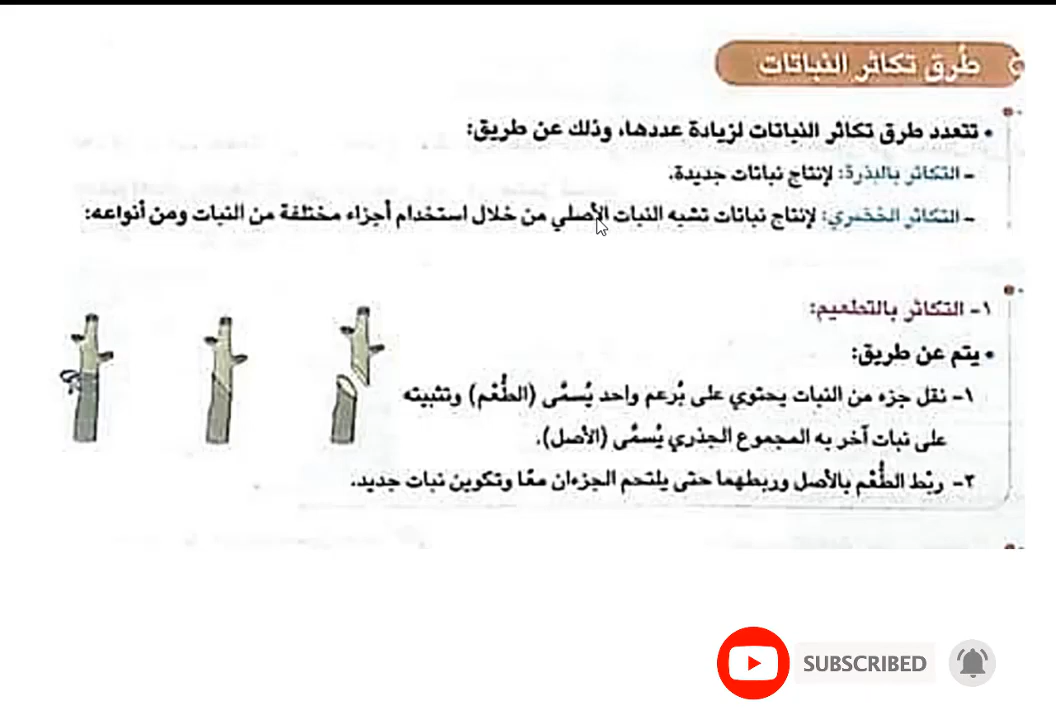 طُرق تكاثر النباتات
• تتعدد طرق تكاثر النباتات لزيادة عددها، وذلك عن طريق:
- التكاثر بالبذرة: لإنتاج نباتات جديدة.
- التكاثر الخضري: لإنتاج نباتات تشبه النبات الأصلي من خلال استخدام أجزاء مختلفة من النبات ومن أنواعه:
١- التكاثر بالتطعيم:
• يتم عن طريق:
١- نقل جزء من النبات يحتوي على بُرعم واحد يُسمَّى (الطُّعْم) وتثبيته
على نبات آخر به المجموع الجذري يُسمَّى (الأصل).
٢- ربْط الطُّعْم بالأصل وربطهما حتى يلتحم الجزءان معًا وتكوين نبات جديد.
SUBSCRIBED